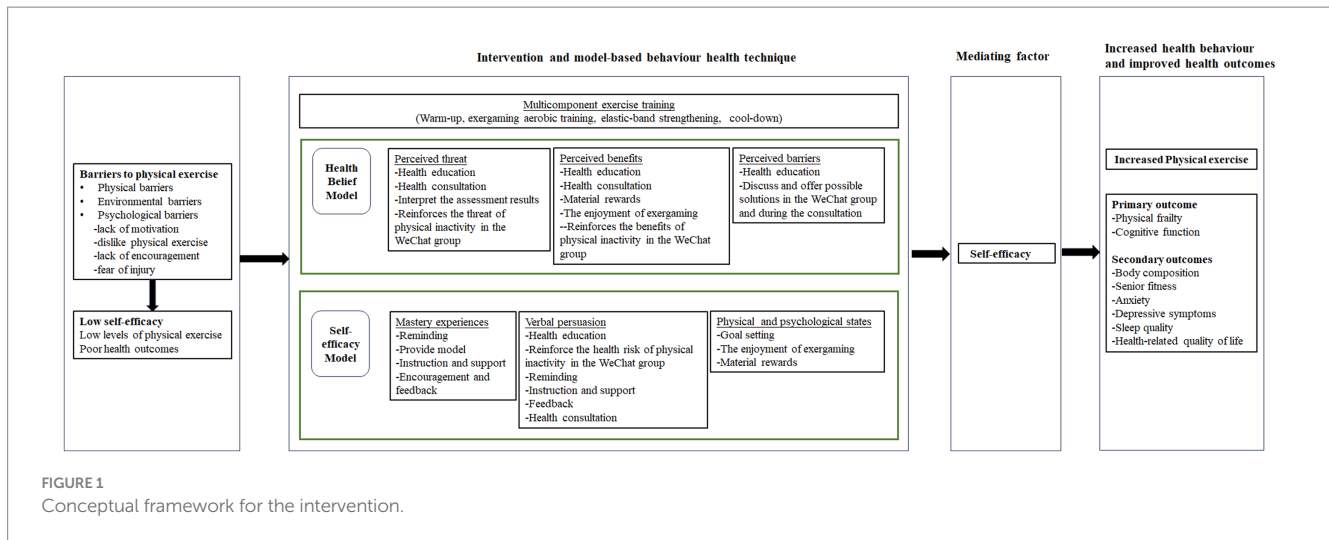 Intervention and model-based behaviour health technique
Mediating factor
Increased health behaviour
and improved health outcomes
Barriers to physical exercise
• Physical barriers
• Environmental barriers
• Psychological barriers
-lack of motivation
-dislike physical exercise
-lack of encouragement
-fear of injury
Low self-efficacy
Low levels of physical exercise
Poor health outcomes
Multicomponent exercise training
(Warm-up, exergaming aerobic training, elastic-band strengthening, cool-down)
Health
Belief
Model
Perceived threat
-Health education
-Health consultation
-Interpret the assessment results
-Reinforces the threat of
physical inactivity in the
WeChat group
Perceived benefits
-Health education
-Health consultation
-Material rewards
-The enjoyment of exergaming
--Reinforces the benefits of
physical inactivity in the WeChat
group
Perceived barriers
-Health education
-Discuss and offer possible
solutions in the WeChat group
and during the consultation
Self-
efficacy
Model
Mastery experiences
-Reminding
-Provide model
-Instruction and support
-Encouragement and
feedback
Verbal persuasion
-Health education
-Reinforce the health risk of physical
inactivity in the WeChat group
-Reminding
-Instruction and support
-Feedback
-Health consultation
Physical and psychological states
-Goal setting
-The enjoyment of exergaming
-Material rewards
Self-efficacy
Increased Physical exercise
Primary outcome
-Physical frailty
-Cognitive function
Secondary outcomes
-Body composition
-Senior fitness
-Anxiety
-Depressive symptoms
-Sleep quality
-Health-related quality of life
FIGURE 1
Conceptual framework for the intervention.